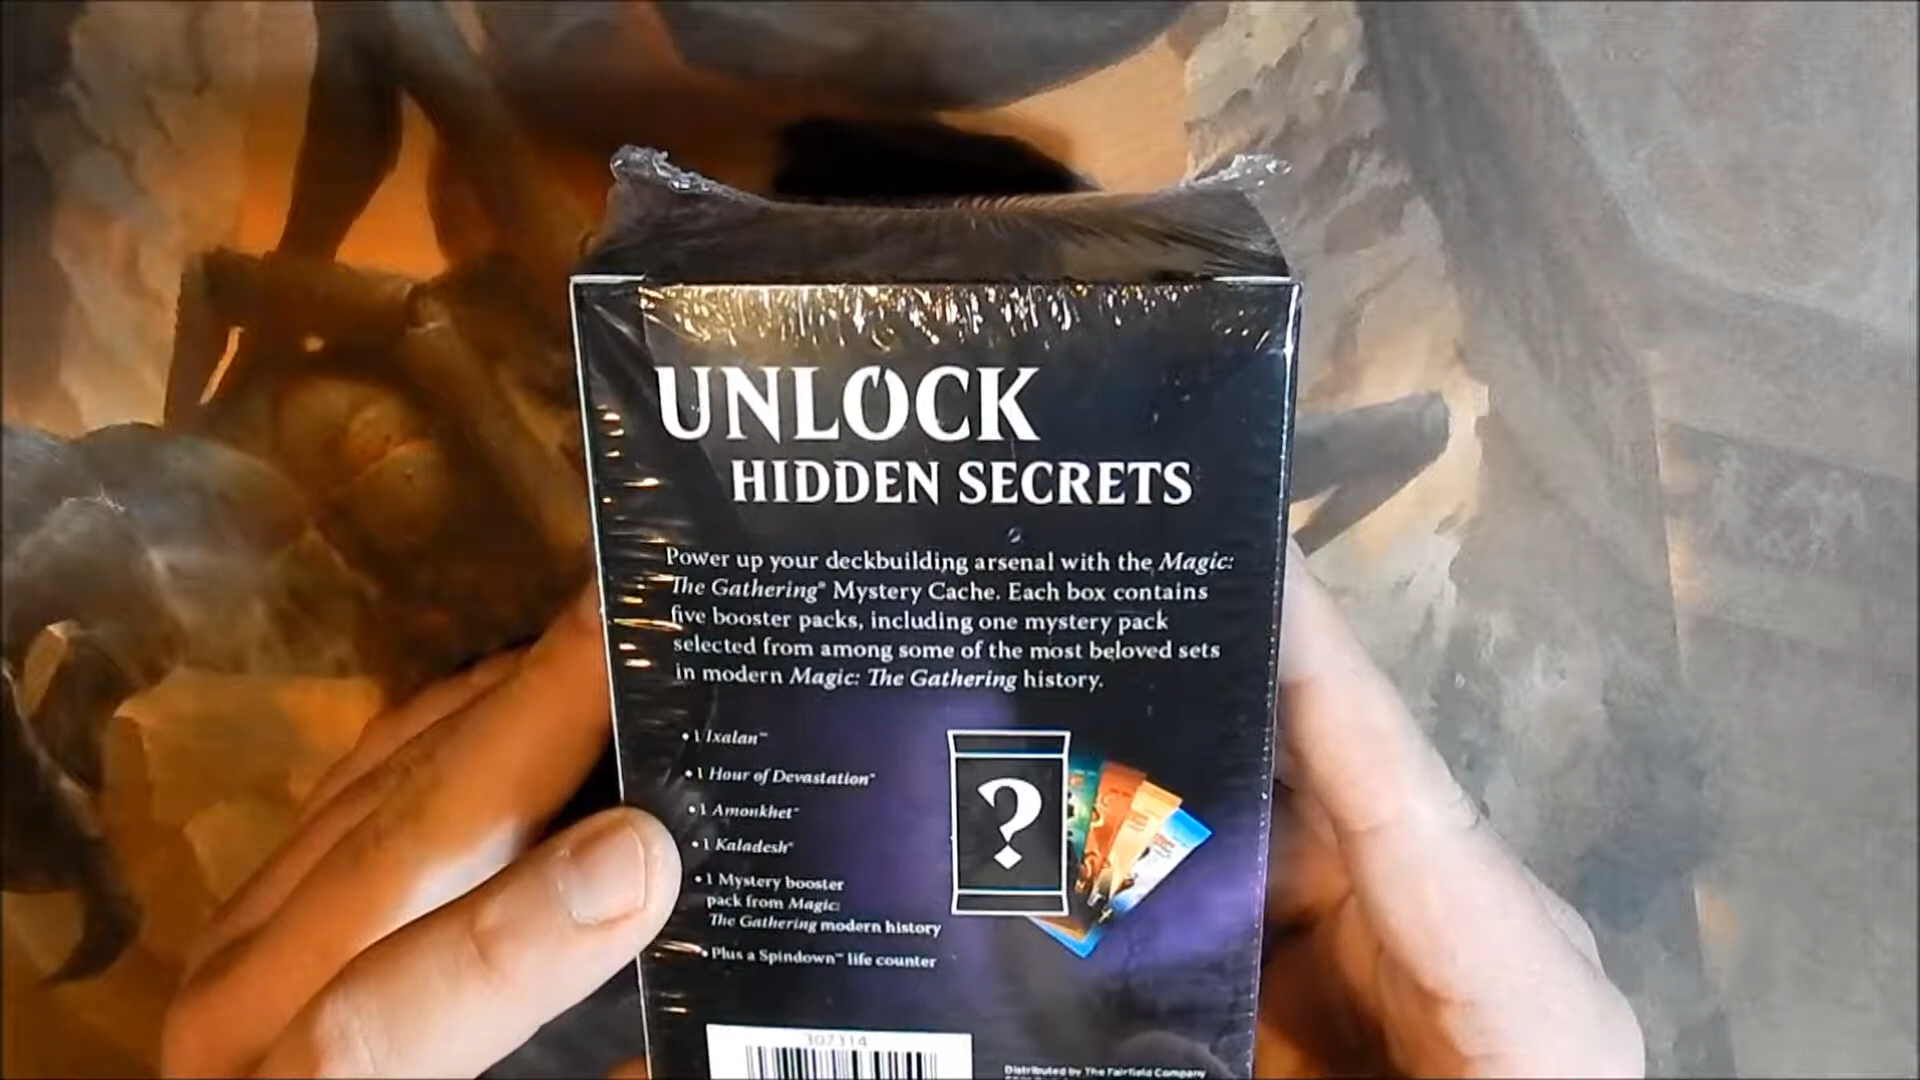 UNLOCK
HIDDEN SECRETS
Power up your deckbuilding arsenal with the Magic:
The Gathering® Mystery Cache. Each box contains
five booster packs, including one mystery pack
selected from among some of the most beloved sets
in modern Magic: The Gathering history.
• 1 Ixalan™
• 1 Hour of Devastation™
• 1 Amonkhet™
• 1 Kaladesh™
• 1 Mystery booster
pack from Magic:
The Gathering modern history
• Plus a Spindown™ life counter
?
307314
Distributed by The Fairfield Company